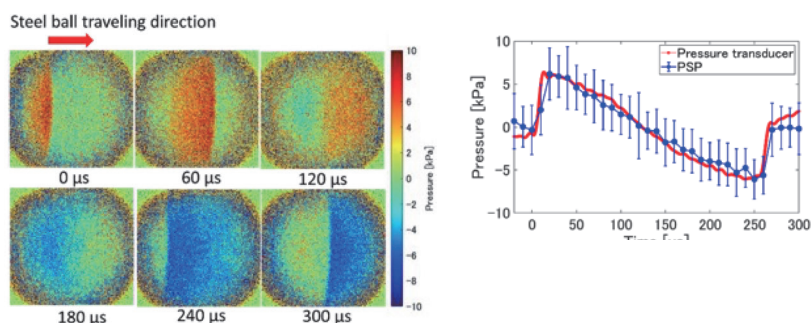 Steel ball traveling direction
0 μs
60 μs
120 μs
180 μs
240 μs
300 μs
10
8
6
4
2
0
-2
-4
-6
-8
-10
Pressure [kPa]
Pressure transducer
PSP
Pressure [kPa]
10
5
0
-5
-10
0
50
100
150
200
250
300